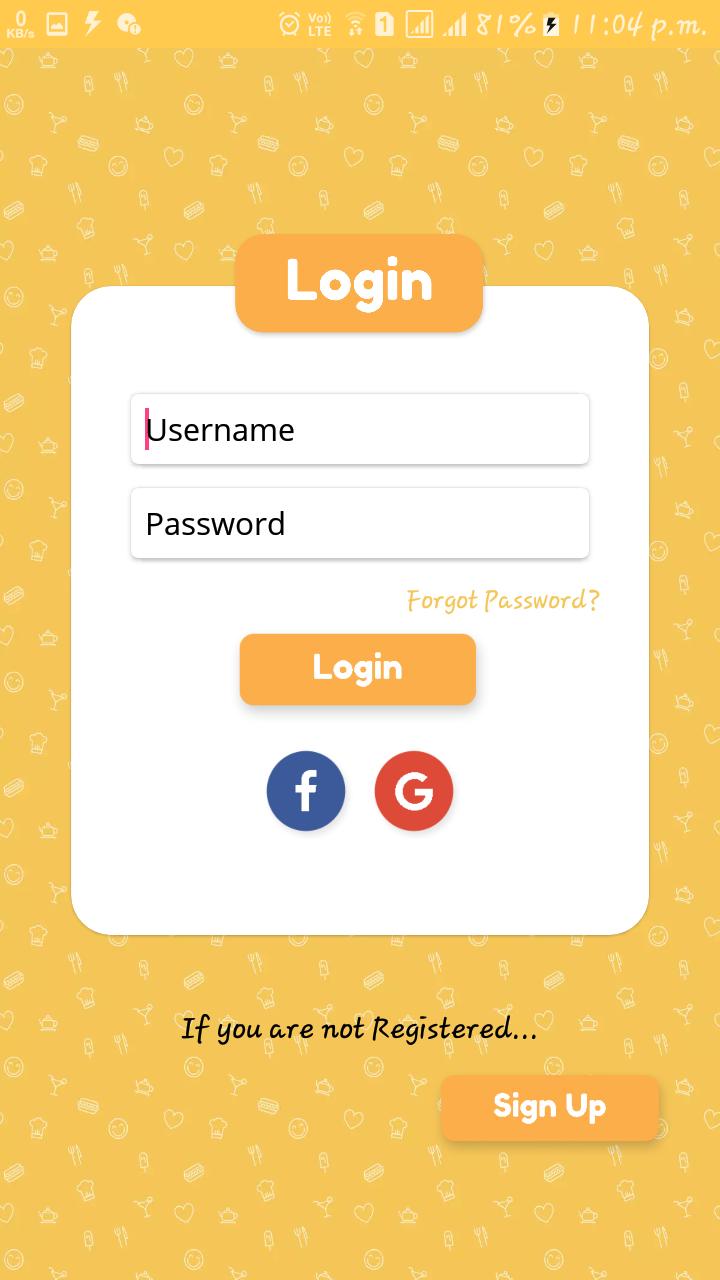 0 KB/s Vo)) LTE 1 81% 11:04 p.m.
Login
Username
Password
Forgot Password?
Login
f G
If you are not Registered...
Sign Up